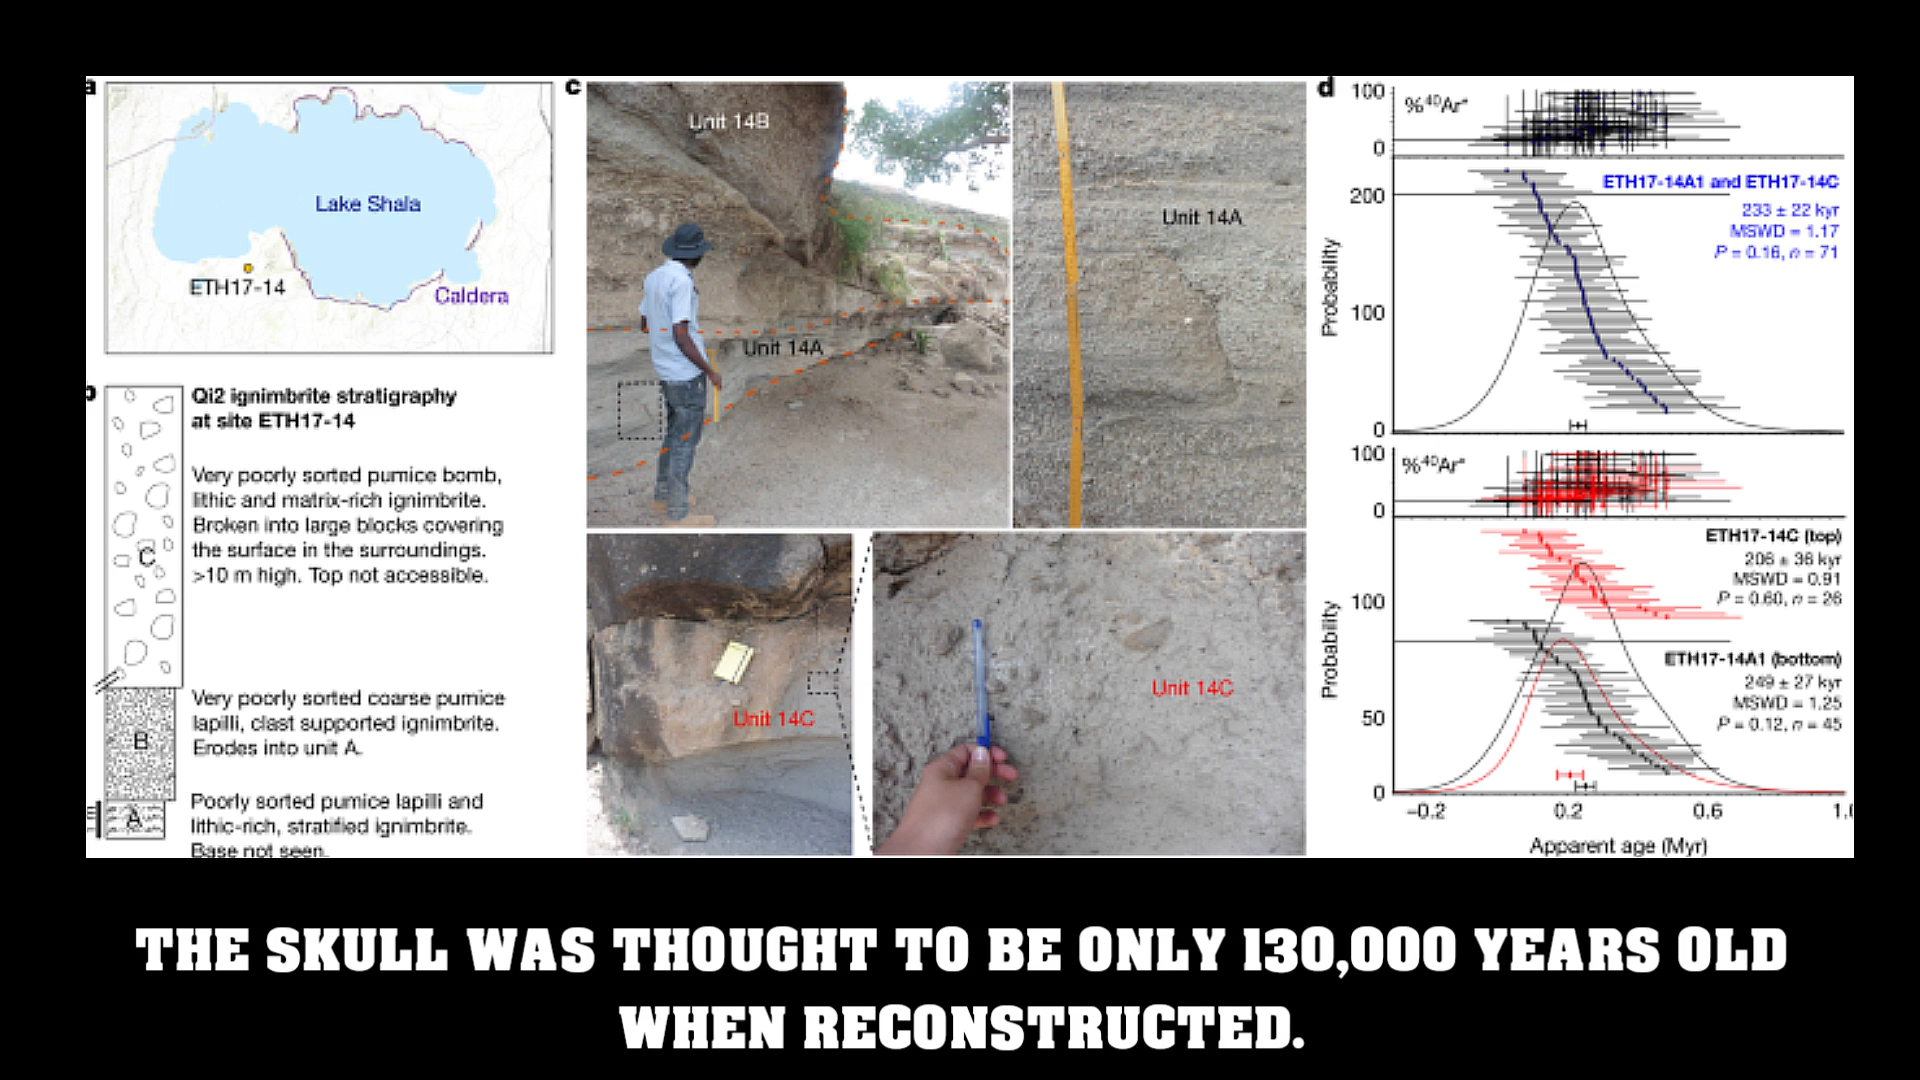 a
Lake Shala
ETH17-14
Caldera
b
Qi2 ignimbrite stratigraphy
at site ETH17-14
Very poorly sorted pumice bomb,
lithic and matrix-rich ignimbrite.
Broken into large blocks covering
the surface in the surroundings.
>10 m high. Top not accessible.
C
Very poorly sorted coarse pumice
lapilli, clast supported ignimbrite.
Erodes into unit A.
B
Poorly sorted pumice lapilli and
lithic-rich, stratified ignimbrite.
Base not seen.
A
c
Unit 14B
Unit 14A
Unit 14A
Unit 14C
Unit 14C
d
100
%⁴⁰Ar*
0
200
ETH17-14A1 and ETH17-14C
233 ± 22 kyr
MSWD = 1.17
P = 0.16, n = 71
Probability
100
0
100
%⁴⁰Ar*
0
ETH17-14C (top)
206 ± 36 kyr
MSWD = 0.91
P = 0.60, n = 26
100
Probability
ETH17-14A1 (bottom)
249 ± 27 kyr
MSWD = 1.25
P = 0.12, n = 45
50
0
−0.2 0.2 0.6 1.0
Apparent age (Myr)
THE SKULL WAS THOUGHT TO BE ONLY 130,000 YEARS OLD
WHEN RECONSTRUCTED.